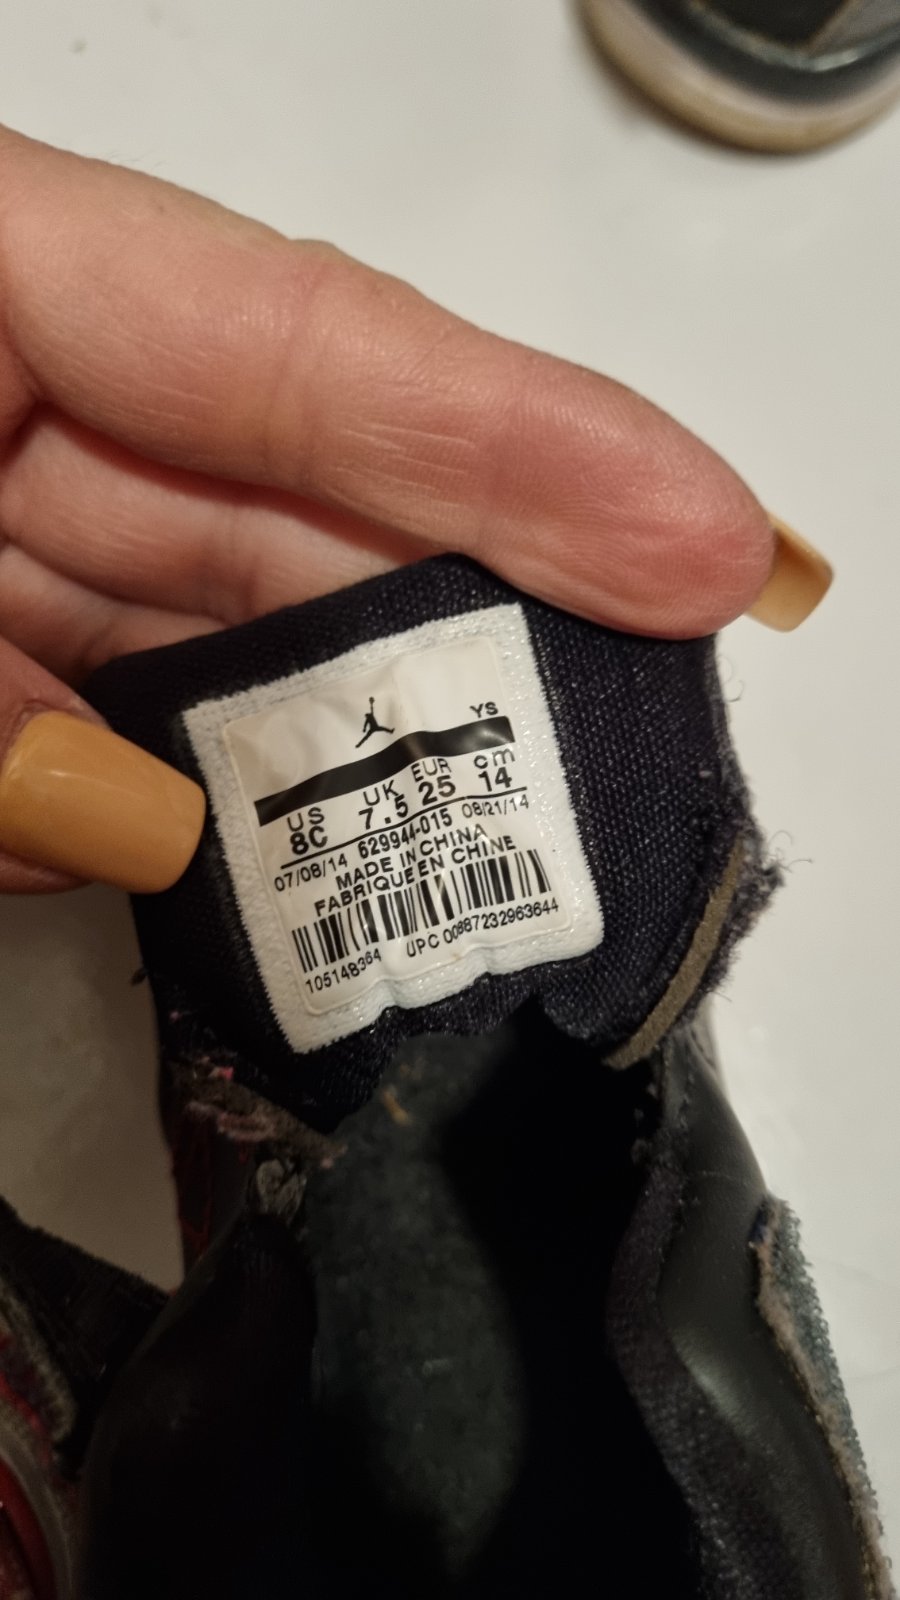 YS
US UK EUR cm
8C 7.5 25 14
07/08/14 629944-015 08/21/14
MADE IN CHINA
FABRIQUE EN CHINE
105148364 UPC 00887232963644